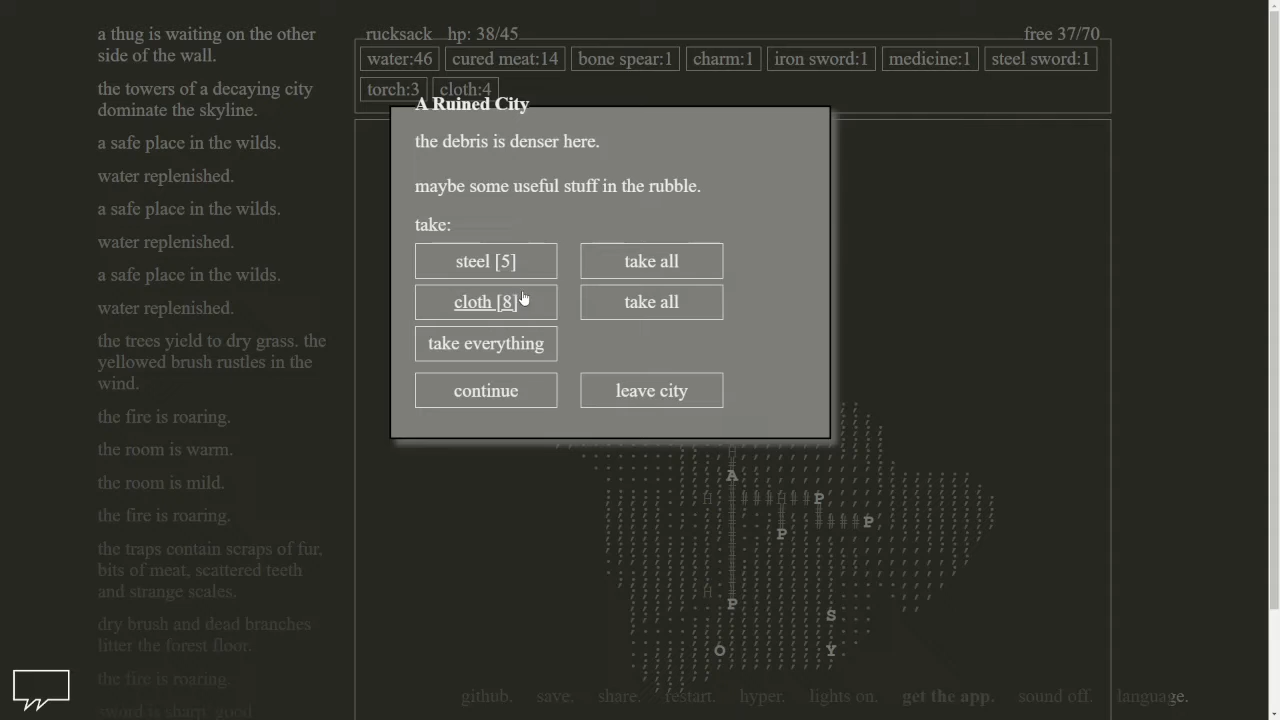 a thug is waiting on the other
side of the wall.
the towers of a decaying city
dominate the skyline.
a safe place in the wilds.
water replenished.
a safe place in the wilds.
water replenished.
a safe place in the wilds.
water replenished.
the trees yield to dry grass. the
yellowed brush rustles in the
wind.
the fire is roaring.
the room is warm.
the room is mild.
the fire is roaring.
the traps contain scraps of fur,
bits of meat, scattered teeth
and strange scales.
dry brush and dead branches
litter the forest floor.
the fire is roaring.
sword is sharp. good
rucksack hp: 38/45 free 37/70
water:46 cured meat:14 bone spear:1 charm:1 iron sword:1 medicine:1 steel sword:1
torch:3 cloth:4
A Ruined City
the debris is denser here.
maybe some useful stuff in the rubble.
take:
steel [5] take all
cloth [8] take all
take everything
continue leave city
A
P
P
P
P
S
O Y
github. save. share. restart. hyper. lights on. get the app. sound off. language.